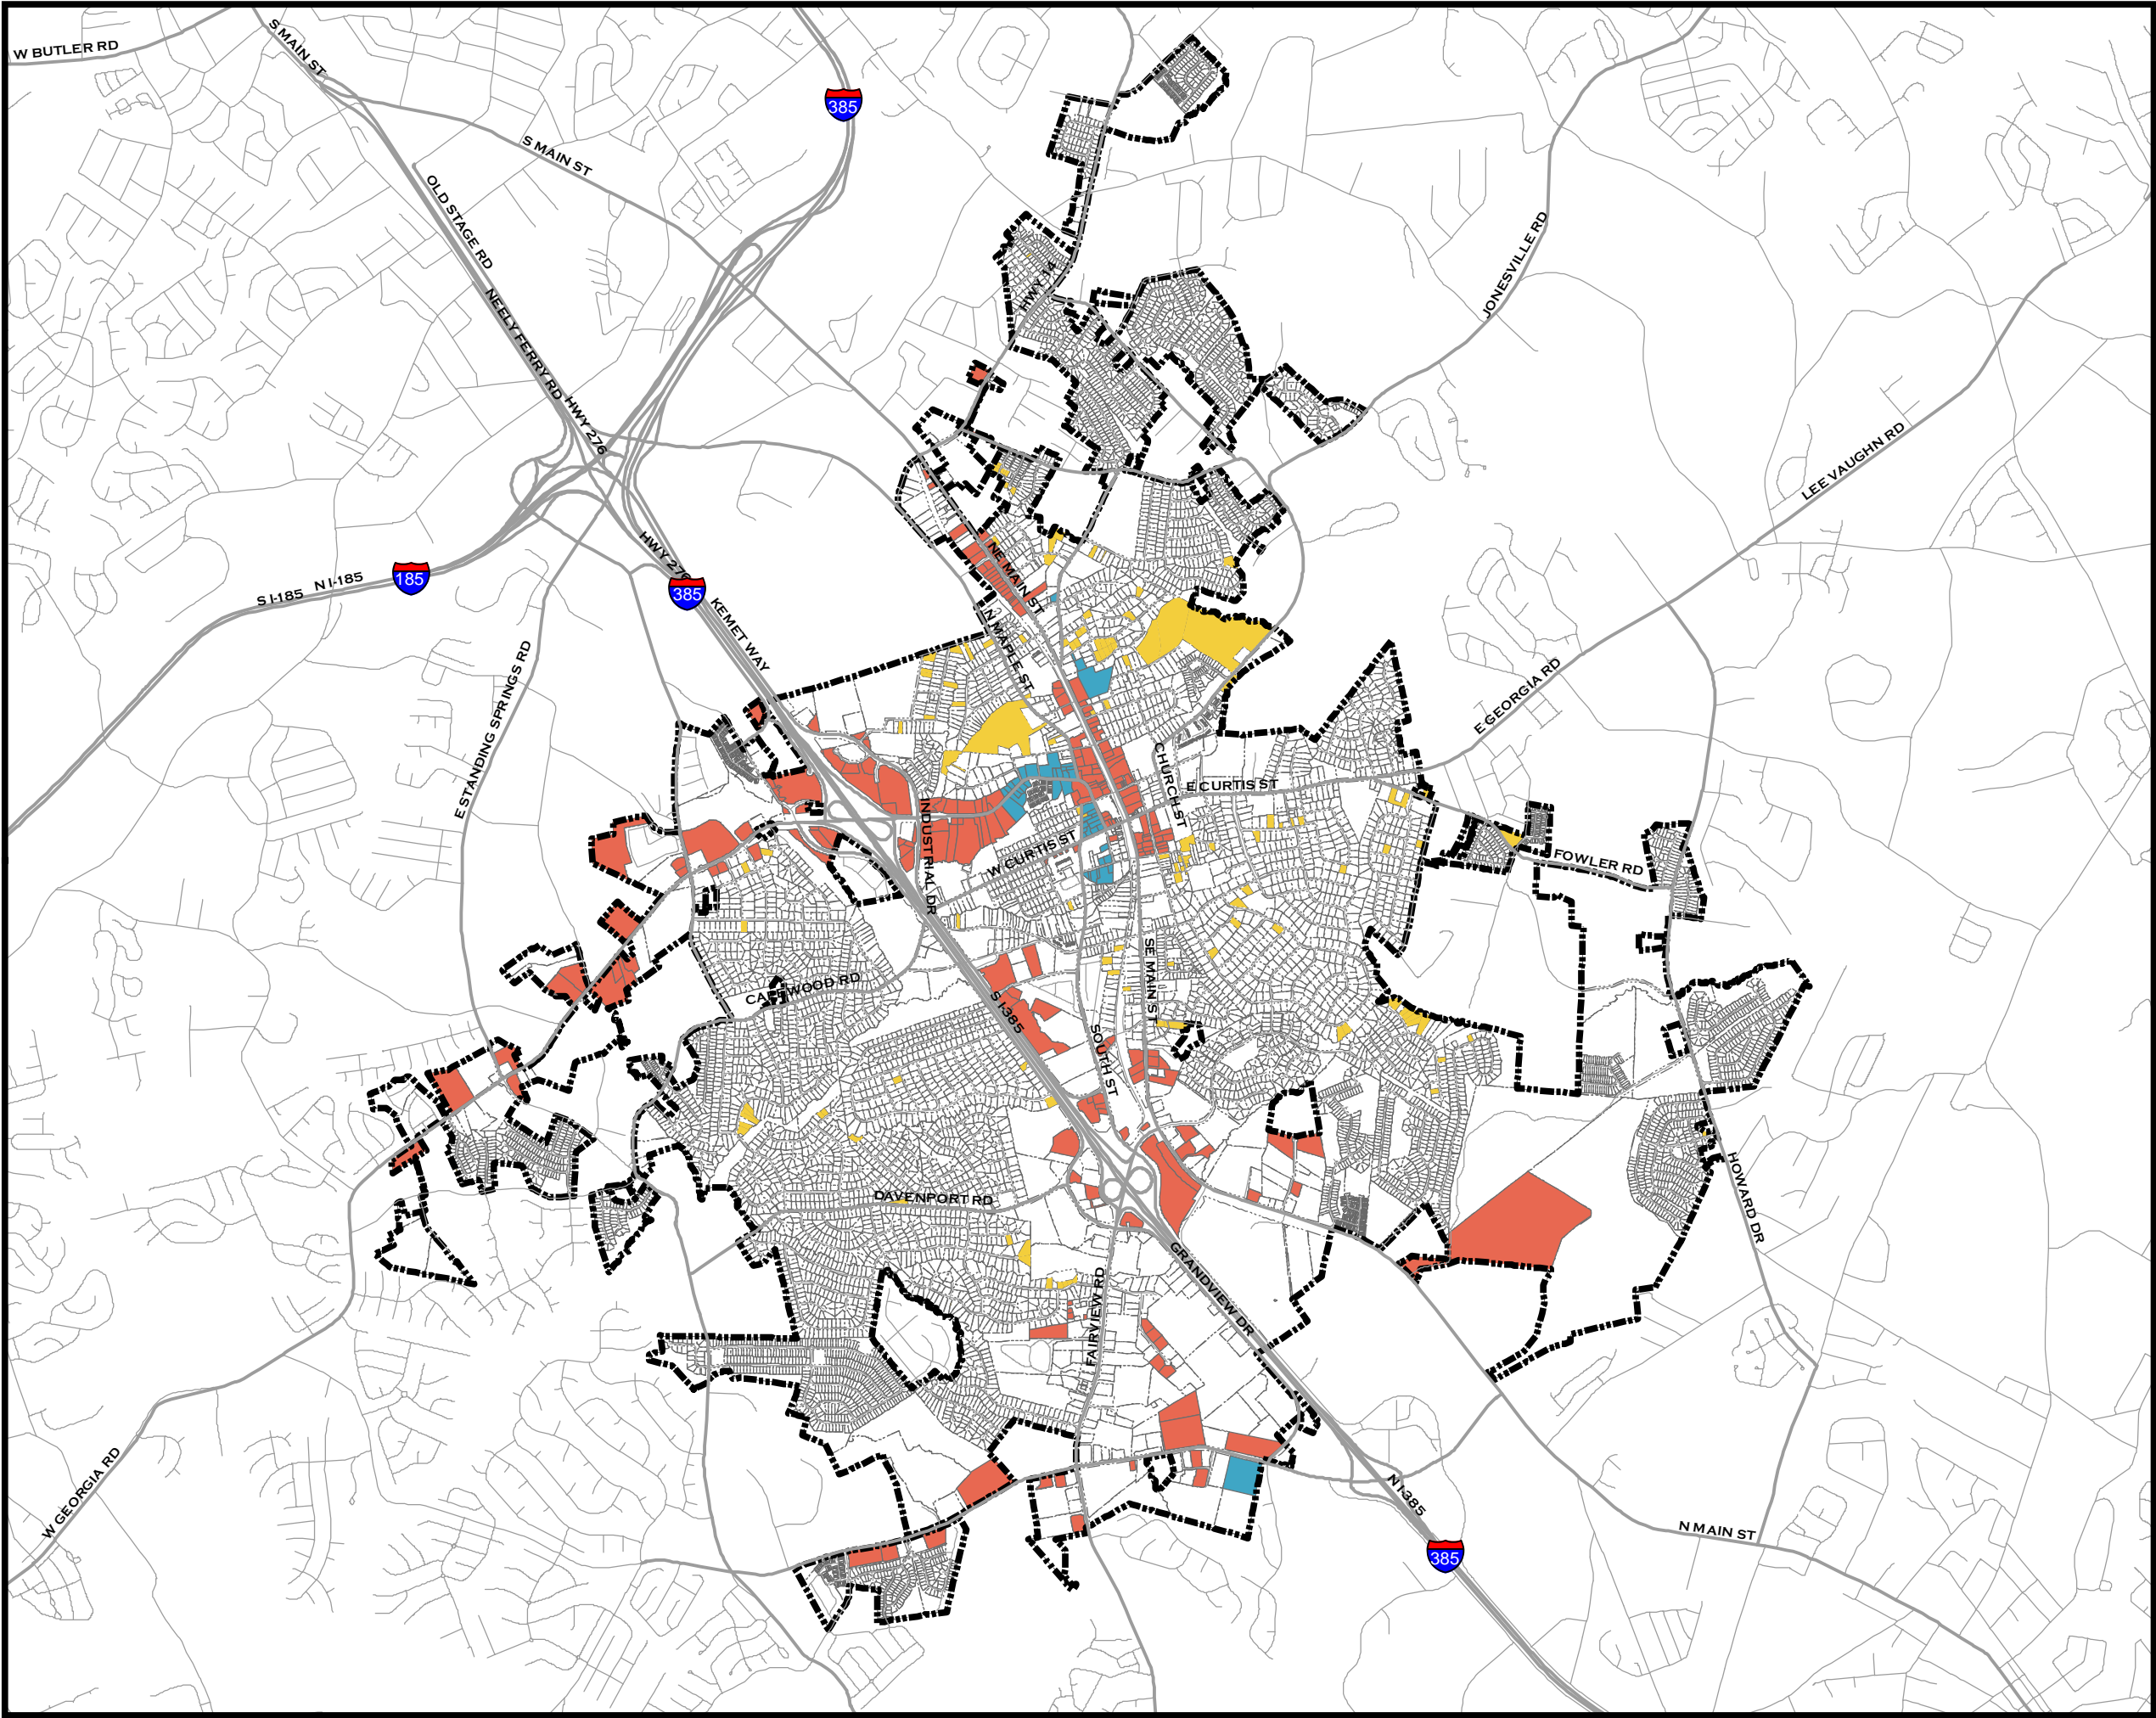 W BUTLER RD
S MAIN ST
385
S MAIN ST
OLD STAGE RD
JONESVILLE RD
HWY 14
NEELY FERRY RD
HWY 276
LEE VAUGHN RD
HWY 276
NE MAIN ST
S I-185 N I-185
185
385
KEMET WAY
N MAPLE ST
E STANDING SPRINGS RD
E GEORGIA RD
CHURCH ST
E CURTIS ST
INDUSTRIAL DR
W CURTIS ST
FOWLER RD
SE MAIN ST
S I-385
SOUTH ST
HOWARD DR
DAVENPORT RD
GRANDVIEW DR
FAIRVIEW RD
W GEORGIA RD
N I-385
N MAIN ST
385